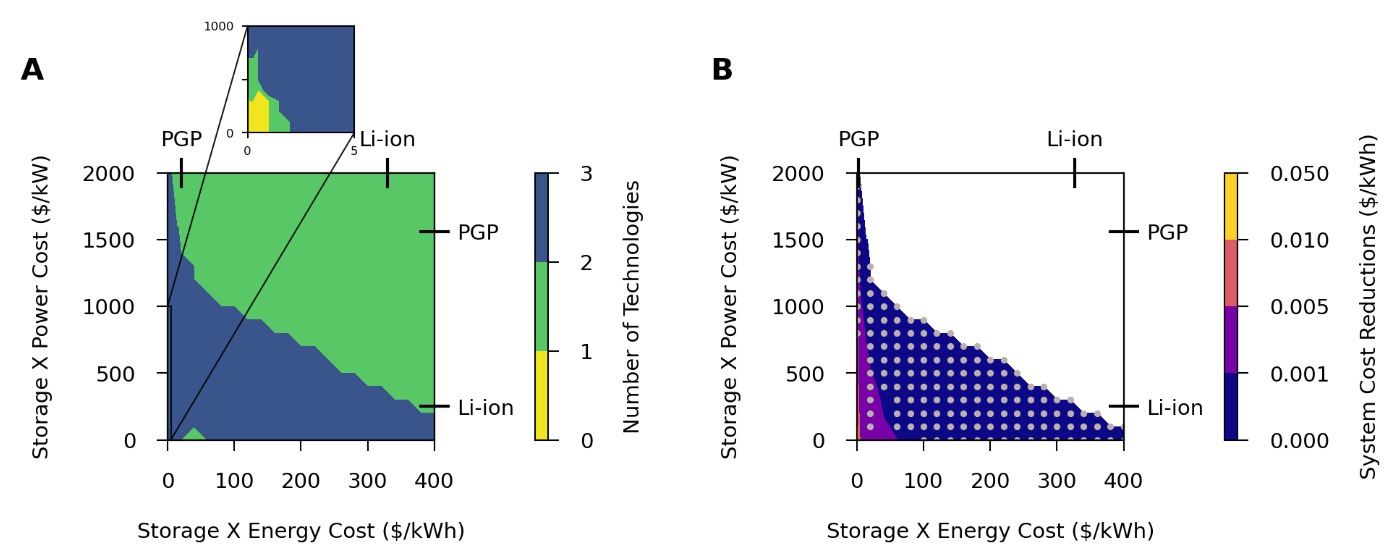 A
1000
0
0
5
PGP
Li-ion
2000
1500
1000
500
0
0
100
200
300
400
PGP
Li-ion
Storage X Power Cost ($/kW)
Storage X Energy Cost ($/kWh)
3
2
1
0
Number of Technologies
B
PGP
Li-ion
2000
1500
1000
500
0
0
100
200
300
400
PGP
Li-ion
Storage X Power Cost ($/kW)
Storage X Energy Cost ($/kWh)
0.050
0.010
0.005
0.001
0.000
System Cost Reductions ($/kWh)